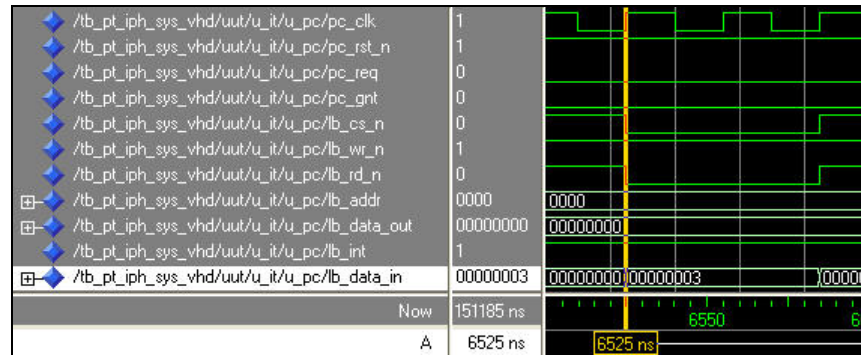 /tb_pt_iph_sys_vhd/uut/u_it/u_pc/pc_clk 1
/tb_pt_iph_sys_vhd/uut/u_it/u_pc/pc_rst_n 1
/tb_pt_iph_sys_vhd/uut/u_it/u_pc/pc_req 0
/tb_pt_iph_sys_vhd/uut/u_it/u_pc/pc_gnt 0
/tb_pt_iph_sys_vhd/uut/u_it/u_pc/lb_cs_n 0
/tb_pt_iph_sys_vhd/uut/u_it/u_pc/lb_wr_n 1
/tb_pt_iph_sys_vhd/uut/u_it/u_pc/lb_rd_n 0
/tb_pt_iph_sys_vhd/uut/u_it/u_pc/lb_addr 0000 0000
/tb_pt_iph_sys_vhd/uut/u_it/u_pc/lb_data_out 00000000 00000000
/tb_pt_iph_sys_vhd/uut/u_it/u_pc/lb_int 1
/tb_pt_iph_sys_vhd/uut/u_it/u_pc/lb_data_in 00000003 00000000 00000003 0000
Now 151185 ns 6550 6
A 6525 ns 6525 ns